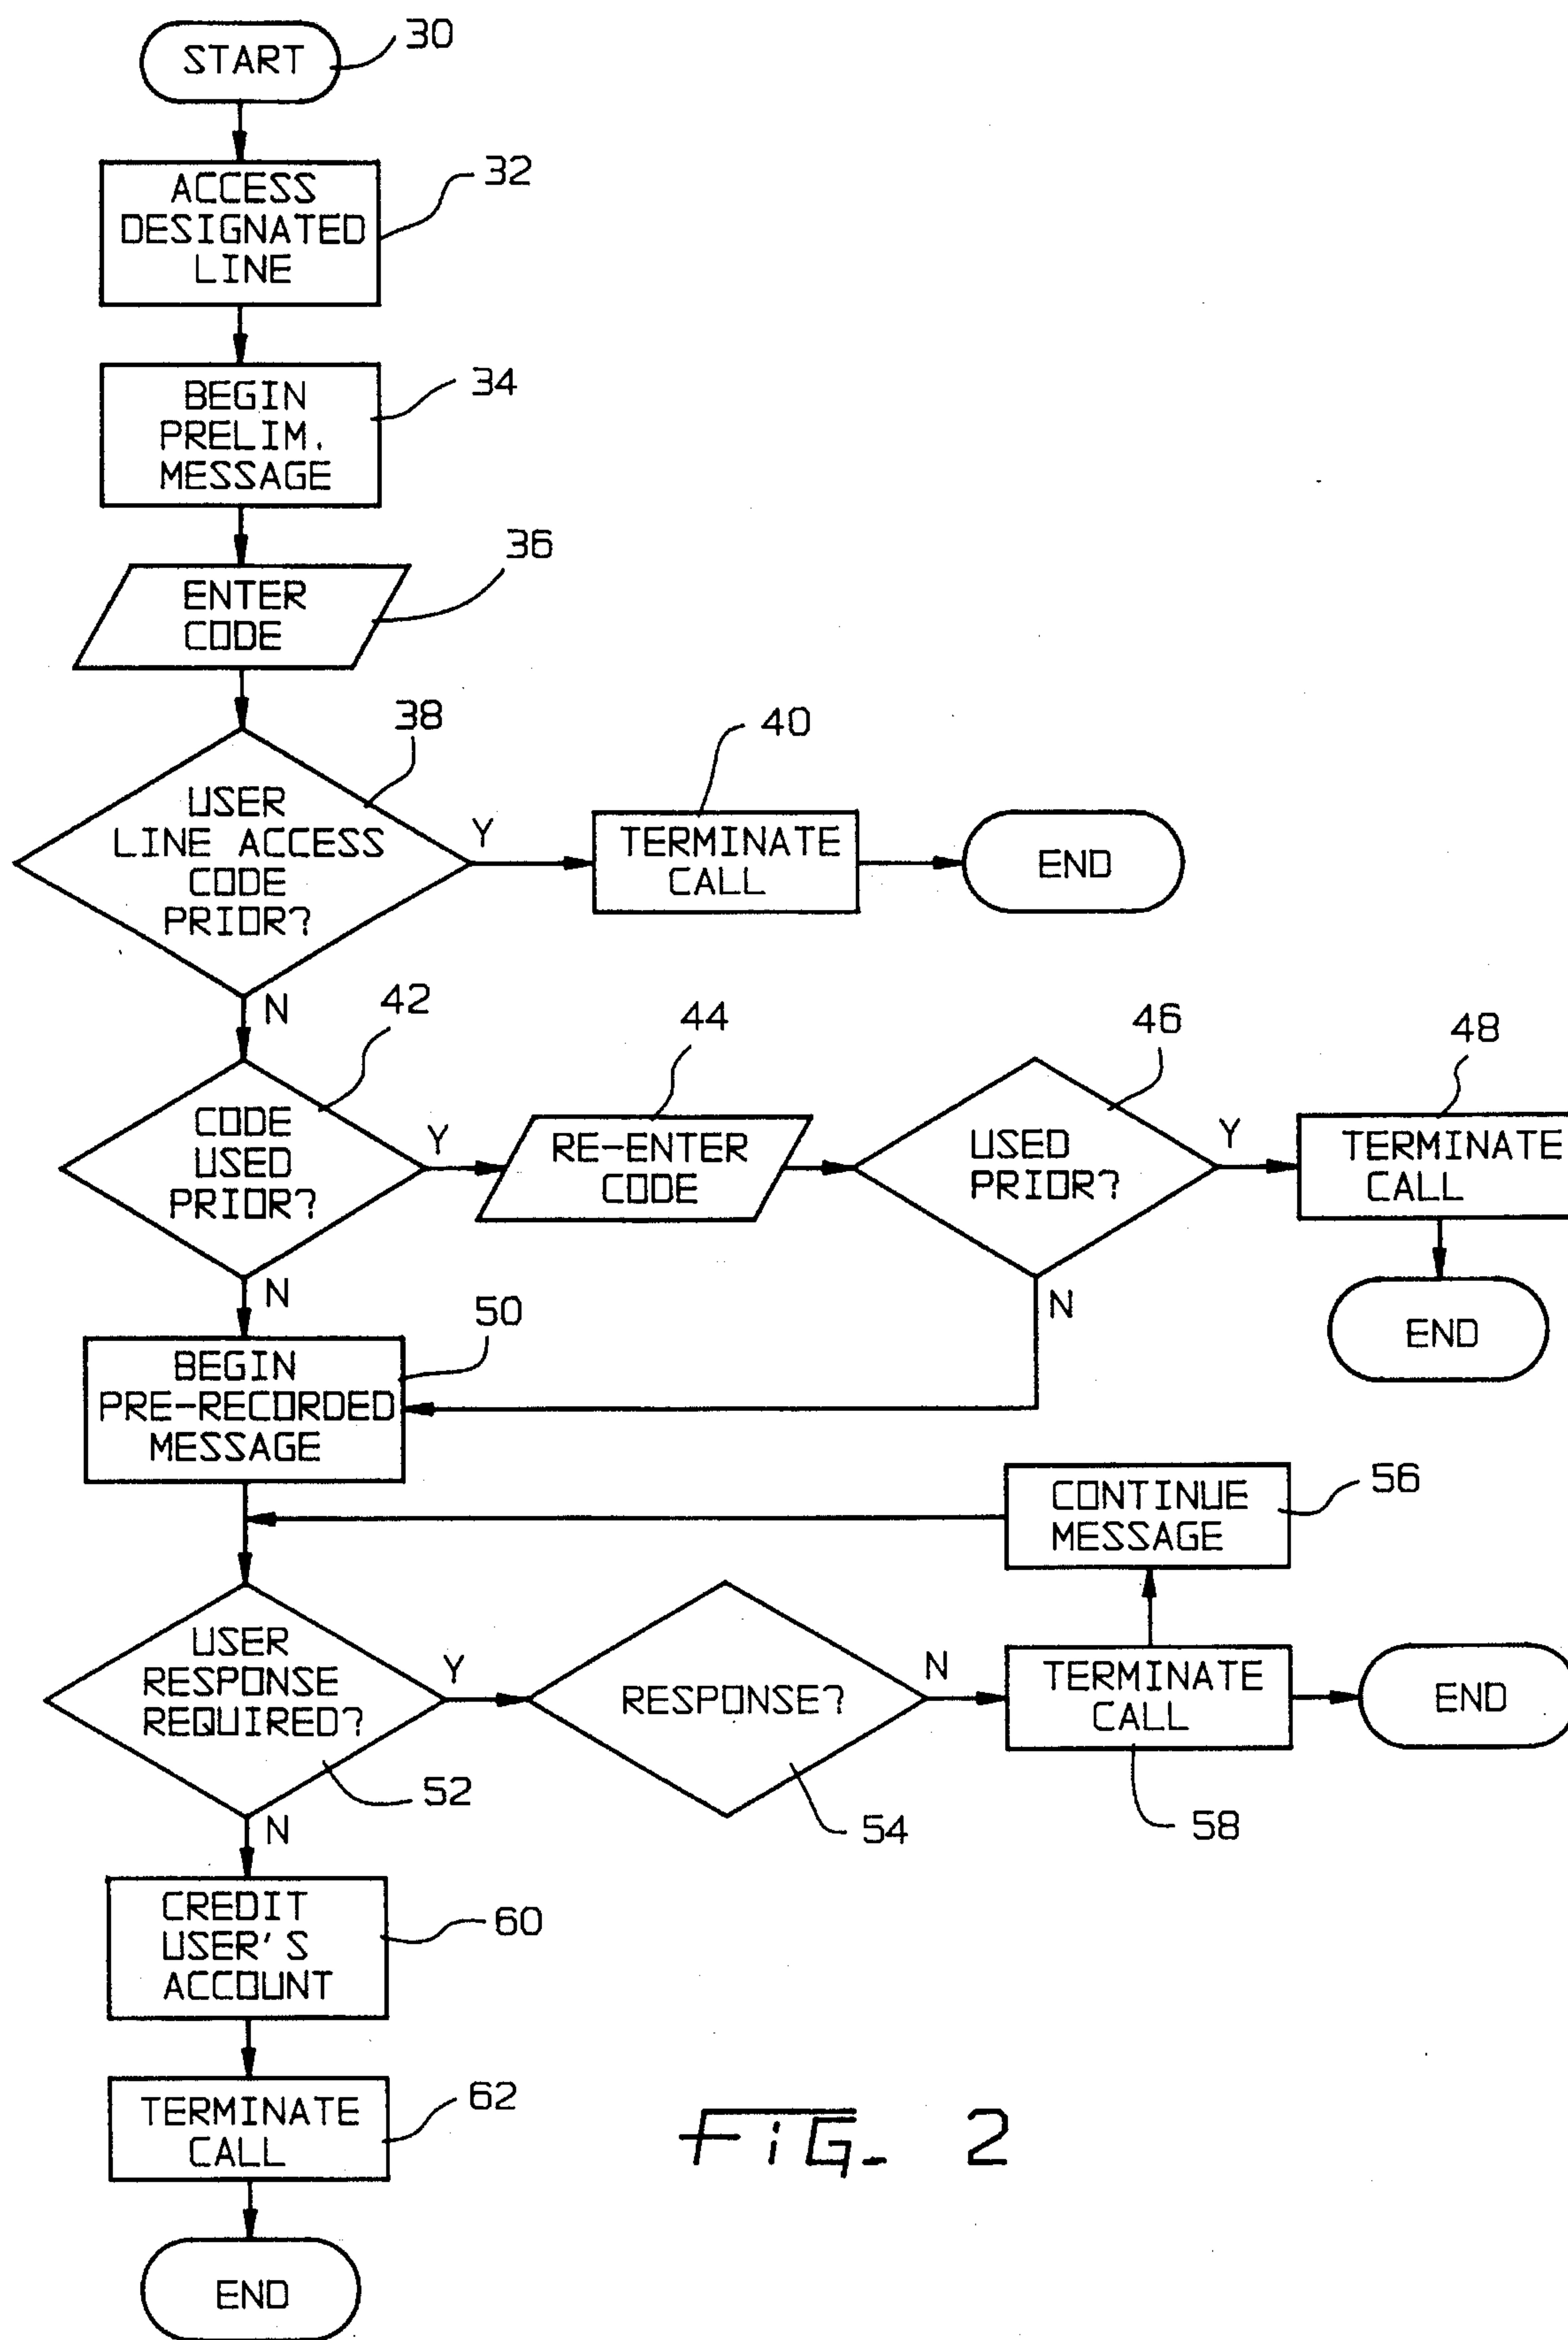 START
30
ACCESS
DESIGNATED
LINE
32
BEGIN
PRELIM.
MESSAGE
34
ENTER
CODE
36
USER
LINE ACCESS
CODE
PRIOR?
38
Y
TERMINATE
CALL
40
END
N
CODE
USED
PRIOR?
42
Y
RE-ENTER
CODE
44
USED
PRIOR?
46
Y
TERMINATE
CALL
48
END
N
N
BEGIN
PRE-RECORDED
MESSAGE
50
CONTINUE
MESSAGE
56
USER
RESPONSE
REQUIRED?
52
Y
RESPONSE?
54
N
TERMINATE
CALL
58
END
N
CREDIT
USER'S
ACCOUNT
60
TERMINATE
CALL
62
END
FIG. 2